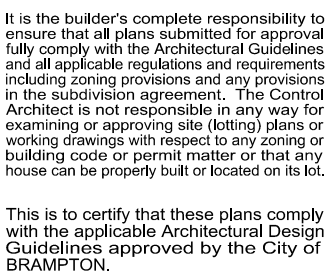 It is the builder's complete responsibility to
ensure that all plans submitted for approval
fully comply with the Architectural Guidelines
and all applicable regulations and requirements
including zoning provisions and any provisions
in the subdivision agreement. The Control
Architect is not responsible in any way for
examining or approving site (lotting) plans or
working drawings with respect to any zoning or
building code or permit matter or that any
house can be properly built or located on its lot.
This is to certify that these plans comply
with the applicable Architectural Design
Guidelines approved by the City of
BRAMPTON.